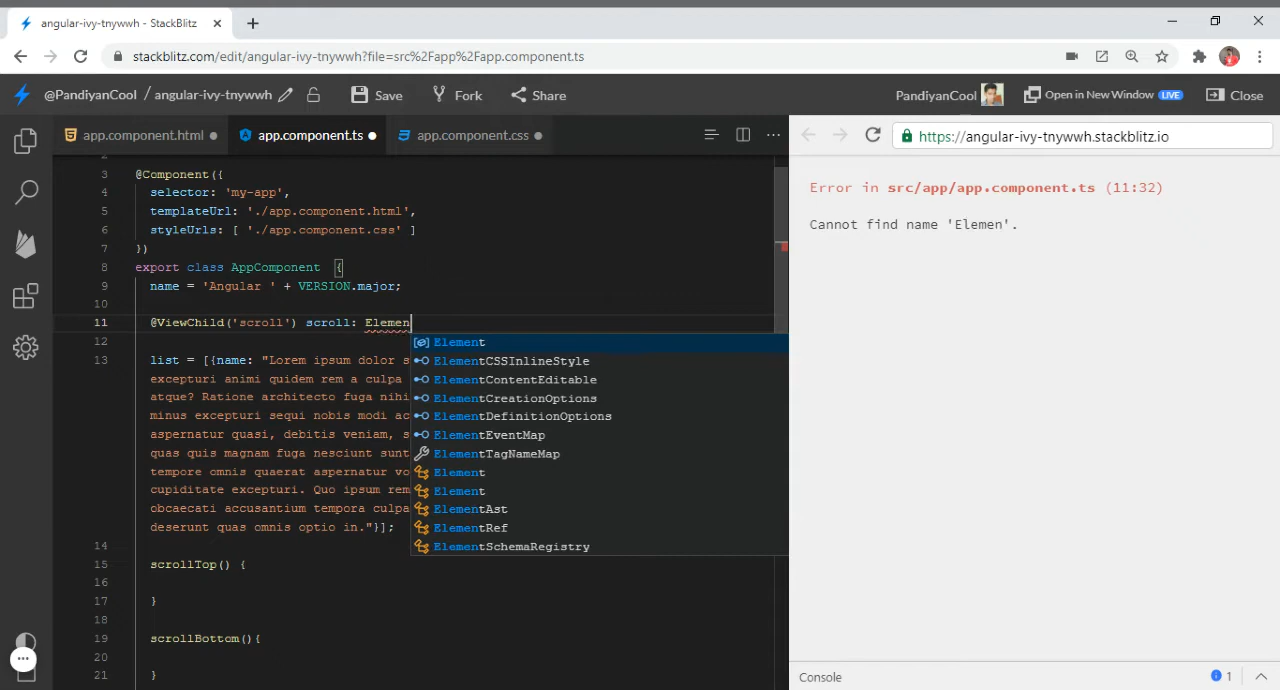 angular-ivy-tnywwh - StackBlitz
stackblitz.com/edit/angular-ivy-tnywwh?file=src%2Fapp%2Fapp.component.ts
@PandiyanCool / angular-ivy-tnywwh Save Fork Share PandiyanCool Open in New Window LIVE Close
app.component.html app.component.ts app.component.css
https://angular-ivy-tnywwh.stackblitz.io
2
3 @Component({
4 selector: 'my-app',
5 templateUrl: './app.component.html',
6 styleUrls: [ './app.component.css' ]
7 })
8 export class AppComponent {
9 name = 'Angular ' + VERSION.major;
10
11 @ViewChild('scroll') scroll: Elemen
12
13 list = [{name: "Lorem ipsum dolor s
excepturi animi quidem rem a culpa
atque? Ratione architecto fuga nihi
minus excepturi sequi nobis modi ac
aspernatur quasi, debitis veniam, s
quas quis magnam fuga nesciunt sunt
tempore omnis quaerat aspernatur vo
cupiditate excepturi. Quo ipsum rem
obcaecati accusantium tempora culpa
deserunt quas omnis optio in."}];
14
15 scrollTop() {
16
17 }
18
19 scrollBottom(){
20
21 }
Element
ElementCSSInlineStyle
ElementContentEditable
ElementCreationOptions
ElementDefinitionOptions
ElementEventMap
ElementTagNameMap
Element
Element
ElementAst
ElementRef
ElementSchemaRegistry
Error in src/app/app.component.ts (11:32)
Cannot find name 'Elemen'.
Console 1